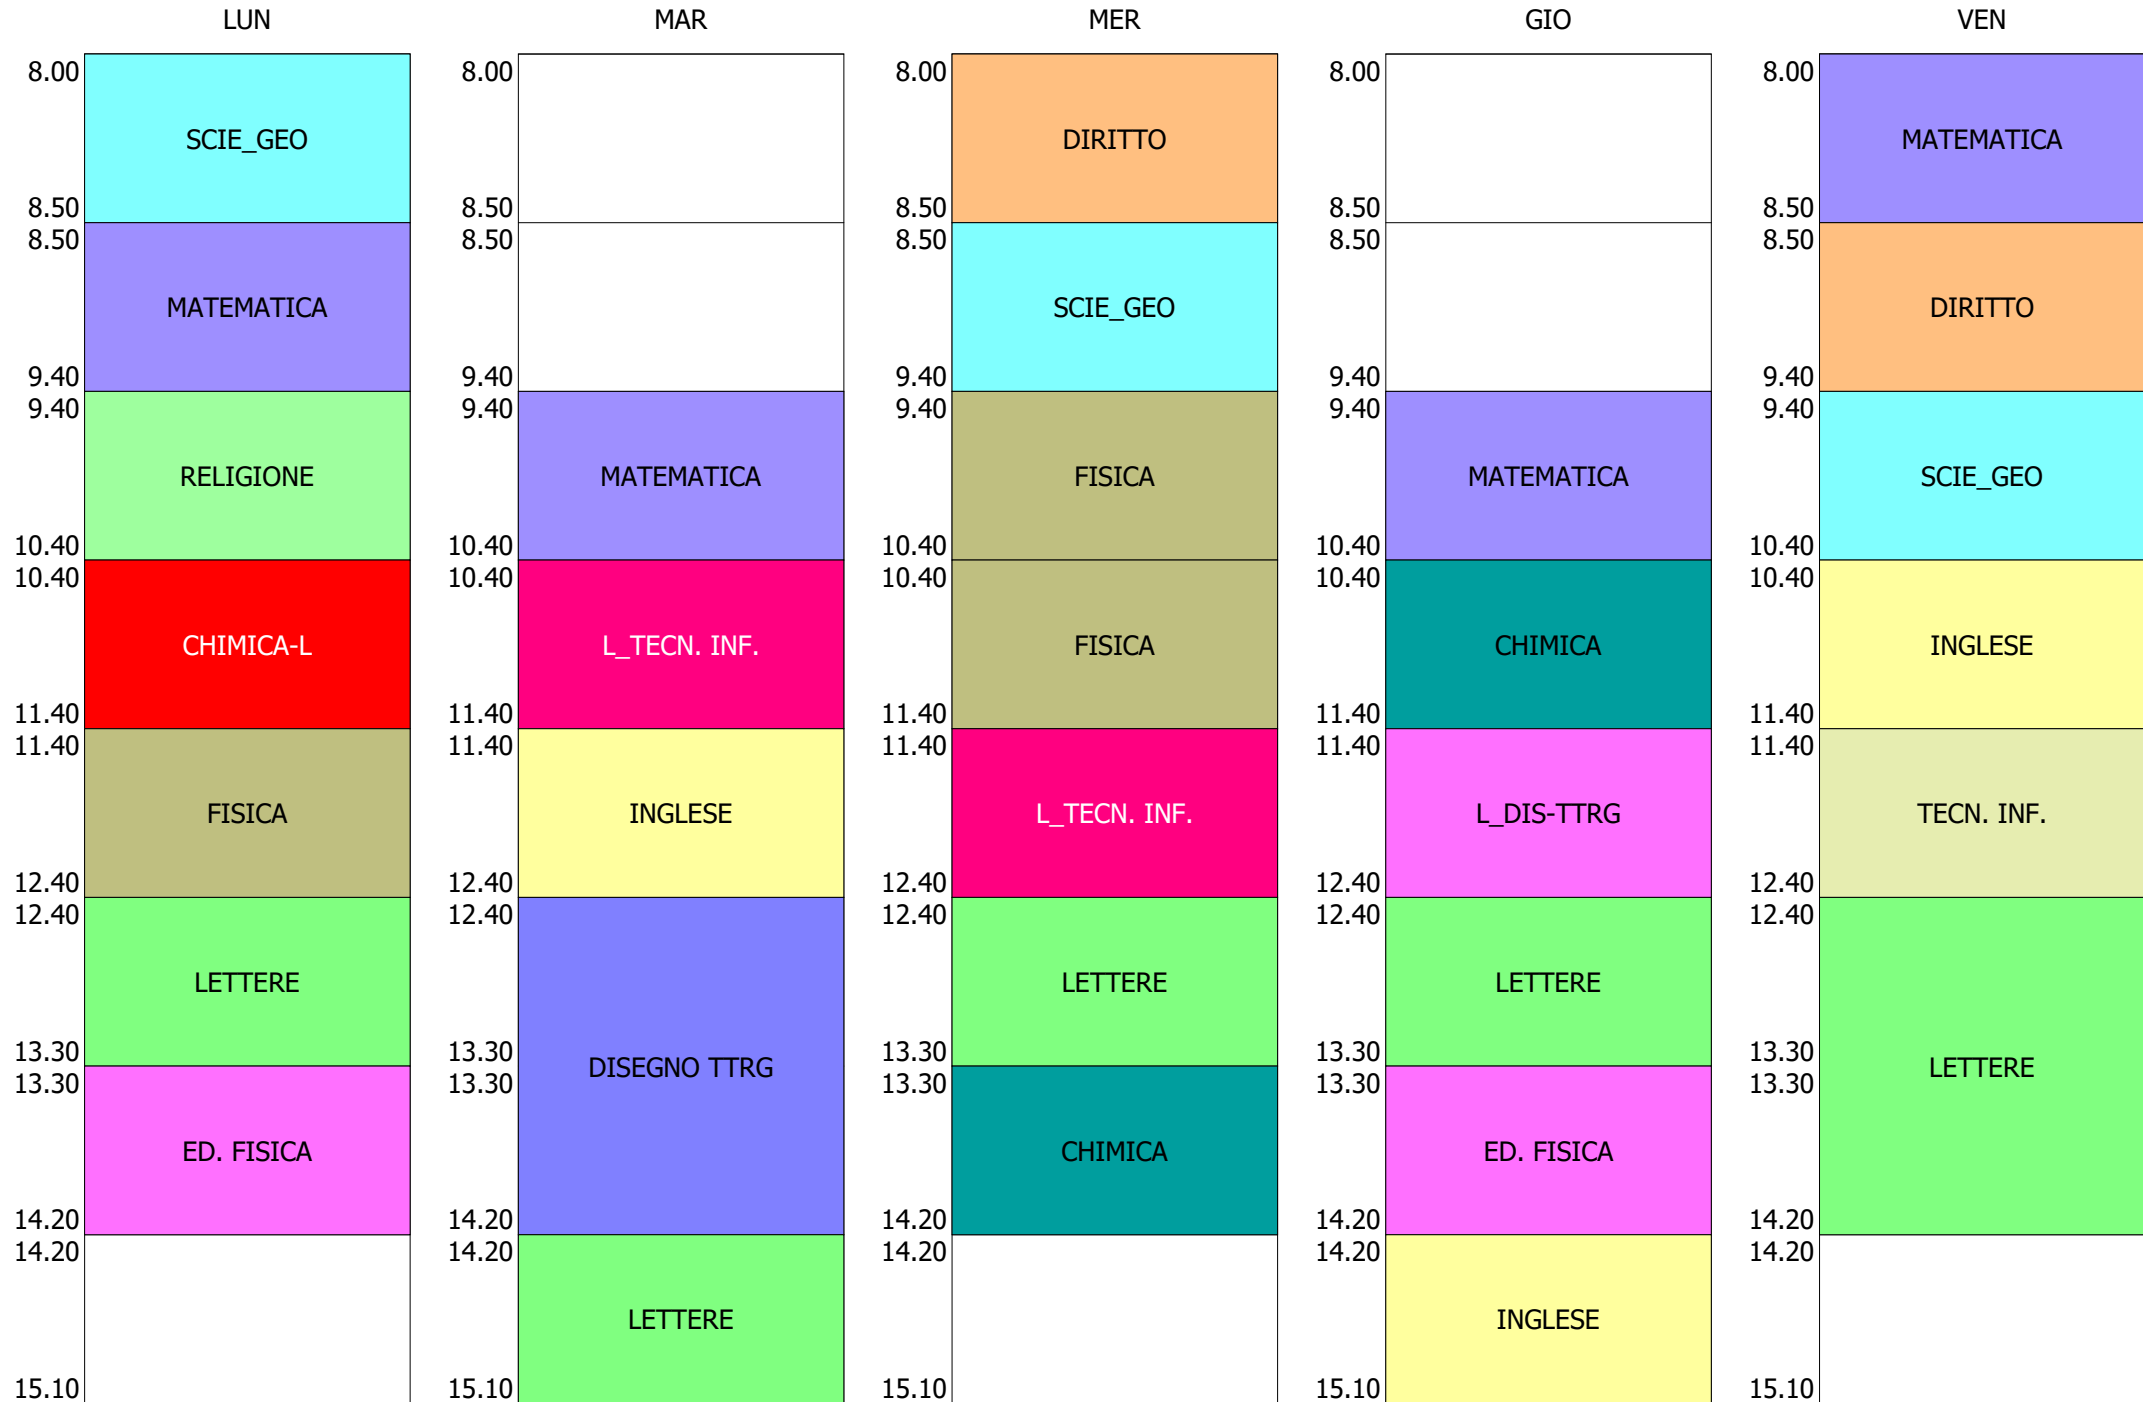 LUN MAR MER GIO VEN
8.00 8.00 8.00 8.00 8.00
SCIE_GEO DIRITTO MATEMATICA
8.50 8.50 8.50 8.50 8.50
8.50 8.50 8.50 8.50 8.50
MATEMATICA SCIE_GEO DIRITTO
9.40 9.40 9.40 9.40 9.40
9.40 9.40 9.40 9.40 9.40
RELIGIONE MATEMATICA FISICA MATEMATICA SCIE_GEO
10.40 10.40 10.40 10.40 10.40
10.40 10.40 10.40 10.40 10.40
CHIMICA-L L_TECN. INF. FISICA CHIMICA INGLESE
11.40 11.40 11.40 11.40 11.40
11.40 11.40 11.40 11.40 11.40
FISICA INGLESE L_TECN. INF. L_DIS-TTRG TECN. INF.
12.40 12.40 12.40 12.40 12.40
12.40 12.40 12.40 12.40 12.40
LETTERE LETTERE LETTERE
13.30 13.30 13.30 13.30 13.30
DISEGNO TTRG LETTERE
13.30 13.30 13.30 13.30 13.30
ED. FISICA CHIMICA ED. FISICA
14.20 14.20 14.20 14.20 14.20
14.20 14.20 14.20 14.20 14.20
LETTERE INGLESE
15.10 15.10 15.10 15.10 15.10